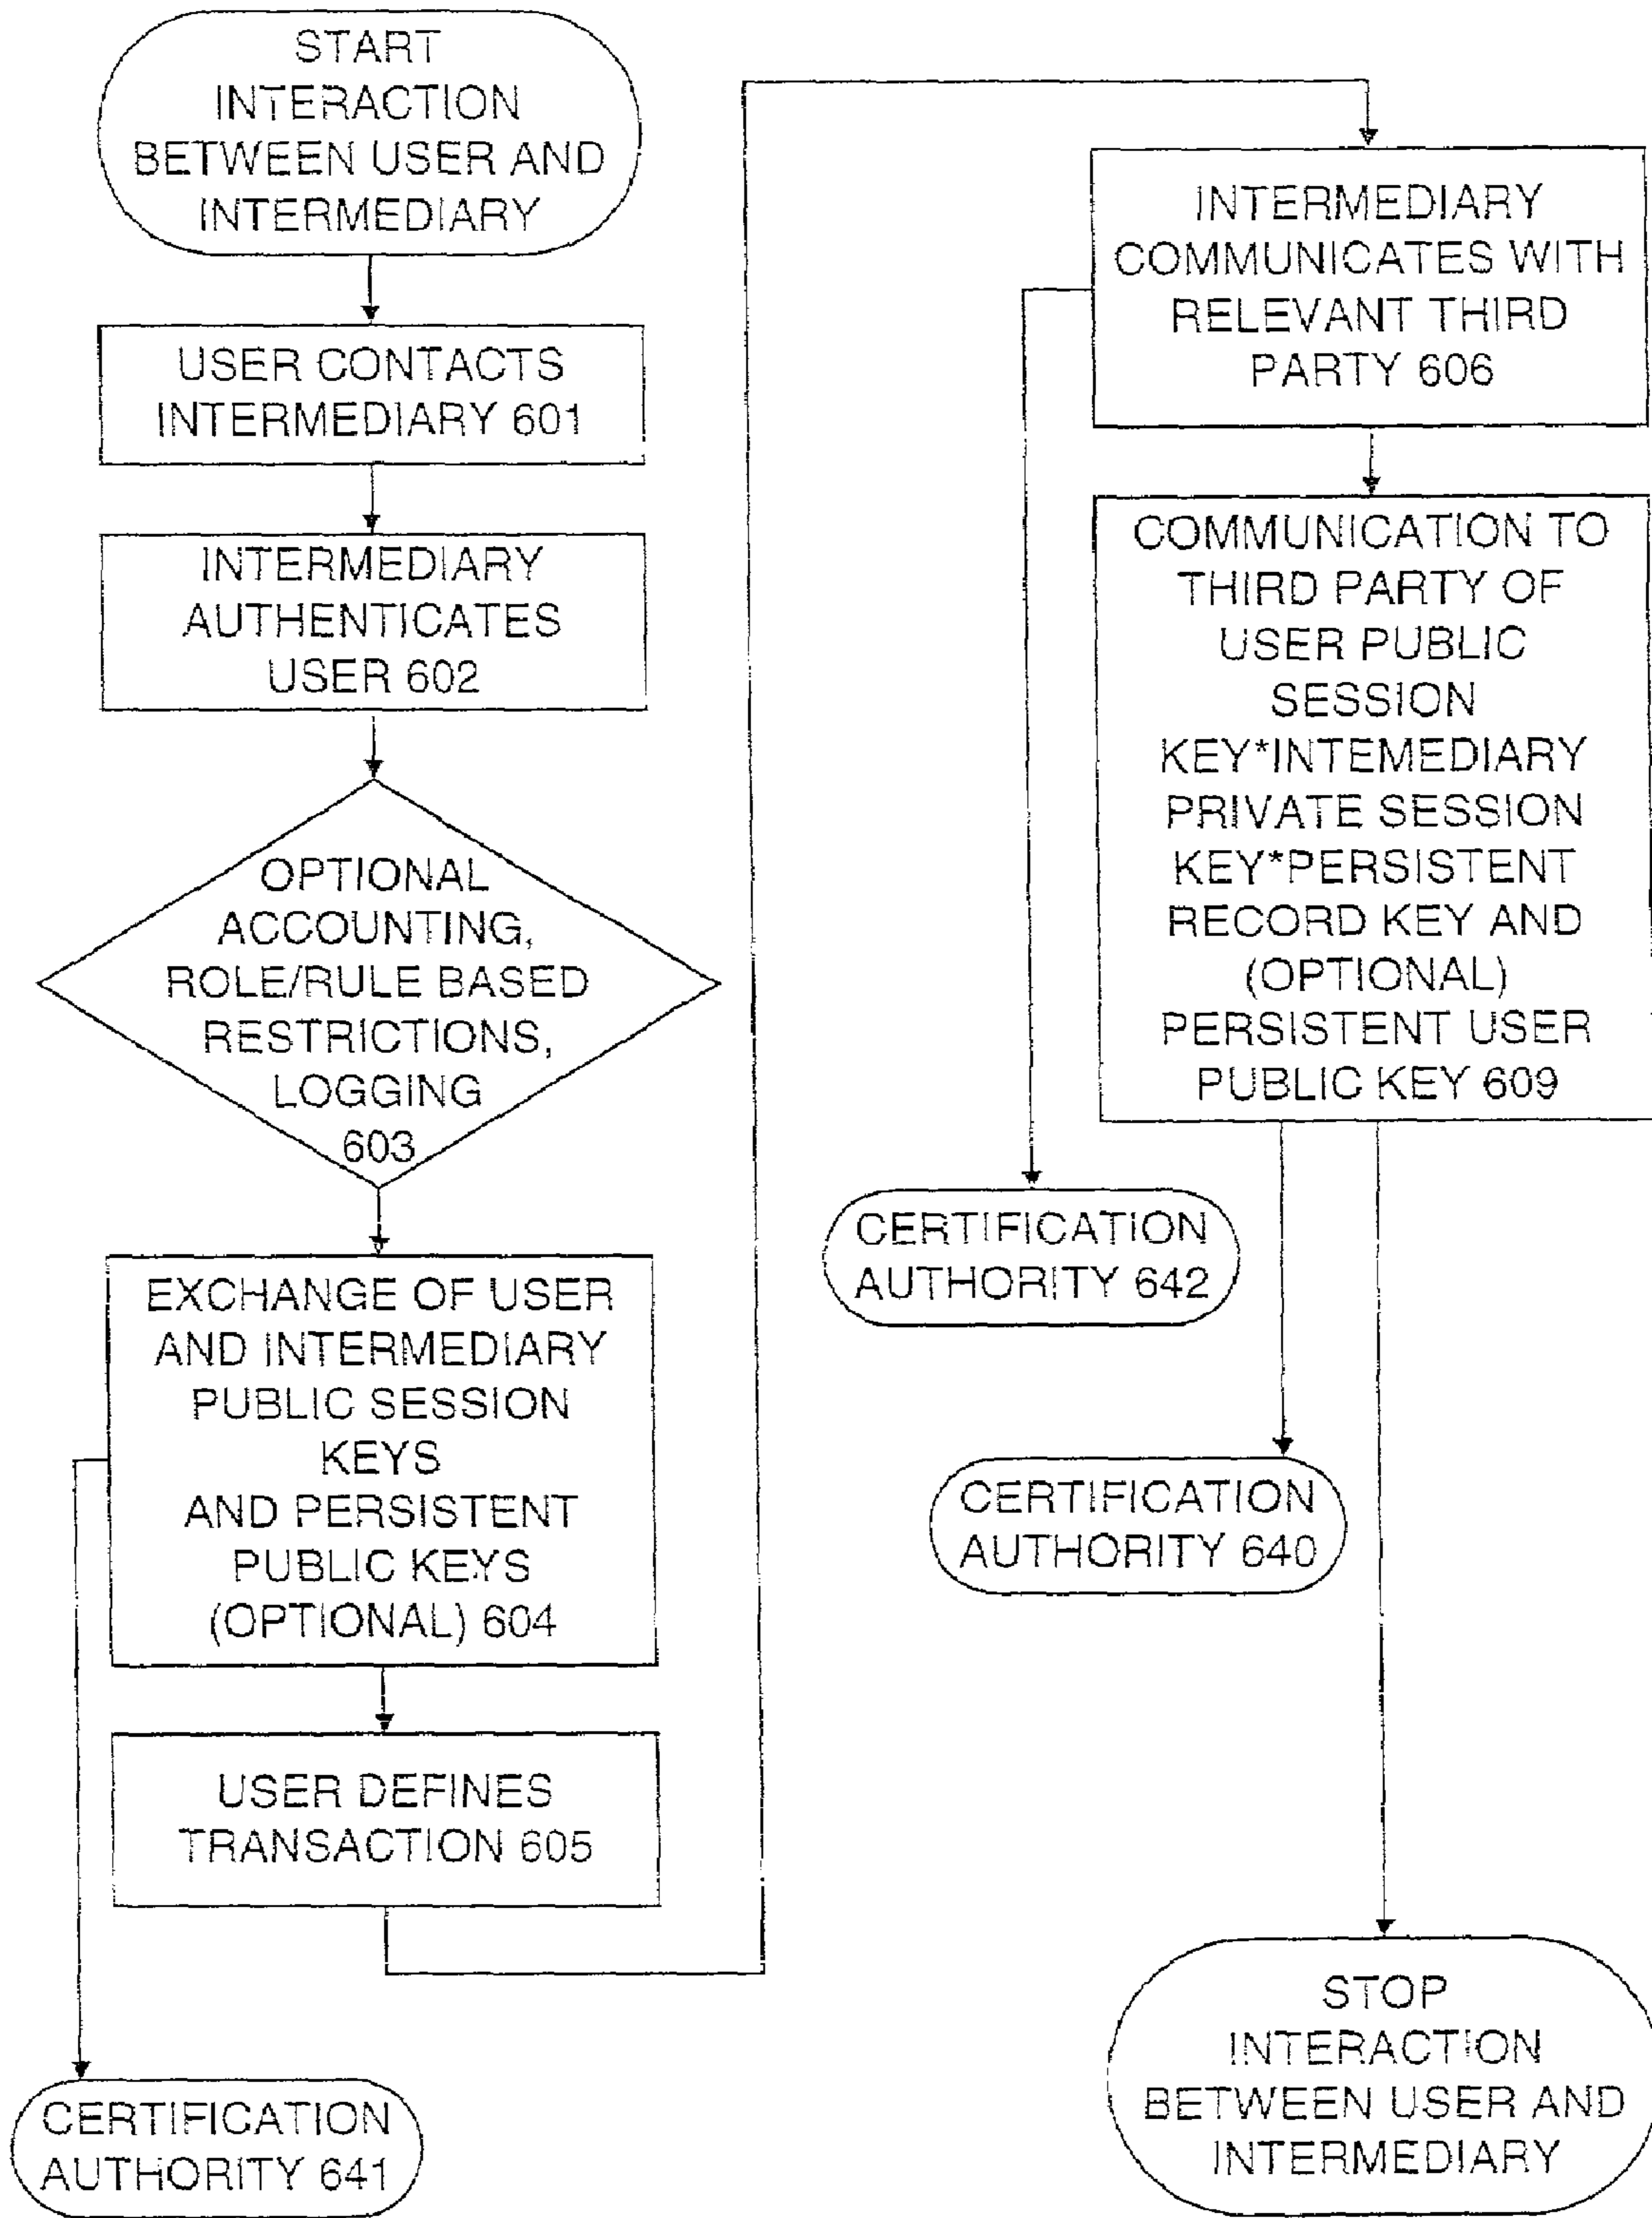 START
INTERACTION
BETWEEN USER AND
INTERMEDIARY
USER CONTACTS
INTERMEDIARY 601
INTERMEDIARY
AUTHENTICATES
USER 602
OPTIONAL
ACCOUNTING,
ROLE/RULE BASED
RESTRICTIONS,
LOGGING
603
EXCHANGE OF USER
AND INTERMEDIARY
PUBLIC SESSION
KEYS
AND PERSISTENT
PUBLIC KEYS
(OPTIONAL) 604
USER DEFINES
TRANSACTION 605
CERTIFICATION
AUTHORITY 641
INTERMEDIARY
COMMUNICATES WITH
RELEVANT THIRD
PARTY 606
COMMUNICATION TO
THIRD PARTY OF
USER PUBLIC
SESSION
KEY*INTEMEDIARY
PRIVATE SESSION
KEY*PERSISTENT
RECORD KEY AND
(OPTIONAL)
PERSISTENT USER
PUBLIC KEY 609
CERTIFICATION
AUTHORITY 642
CERTIFICATION
AUTHORITY 640
STOP
INTERACTION
BETWEEN USER AND
INTERMEDIARY